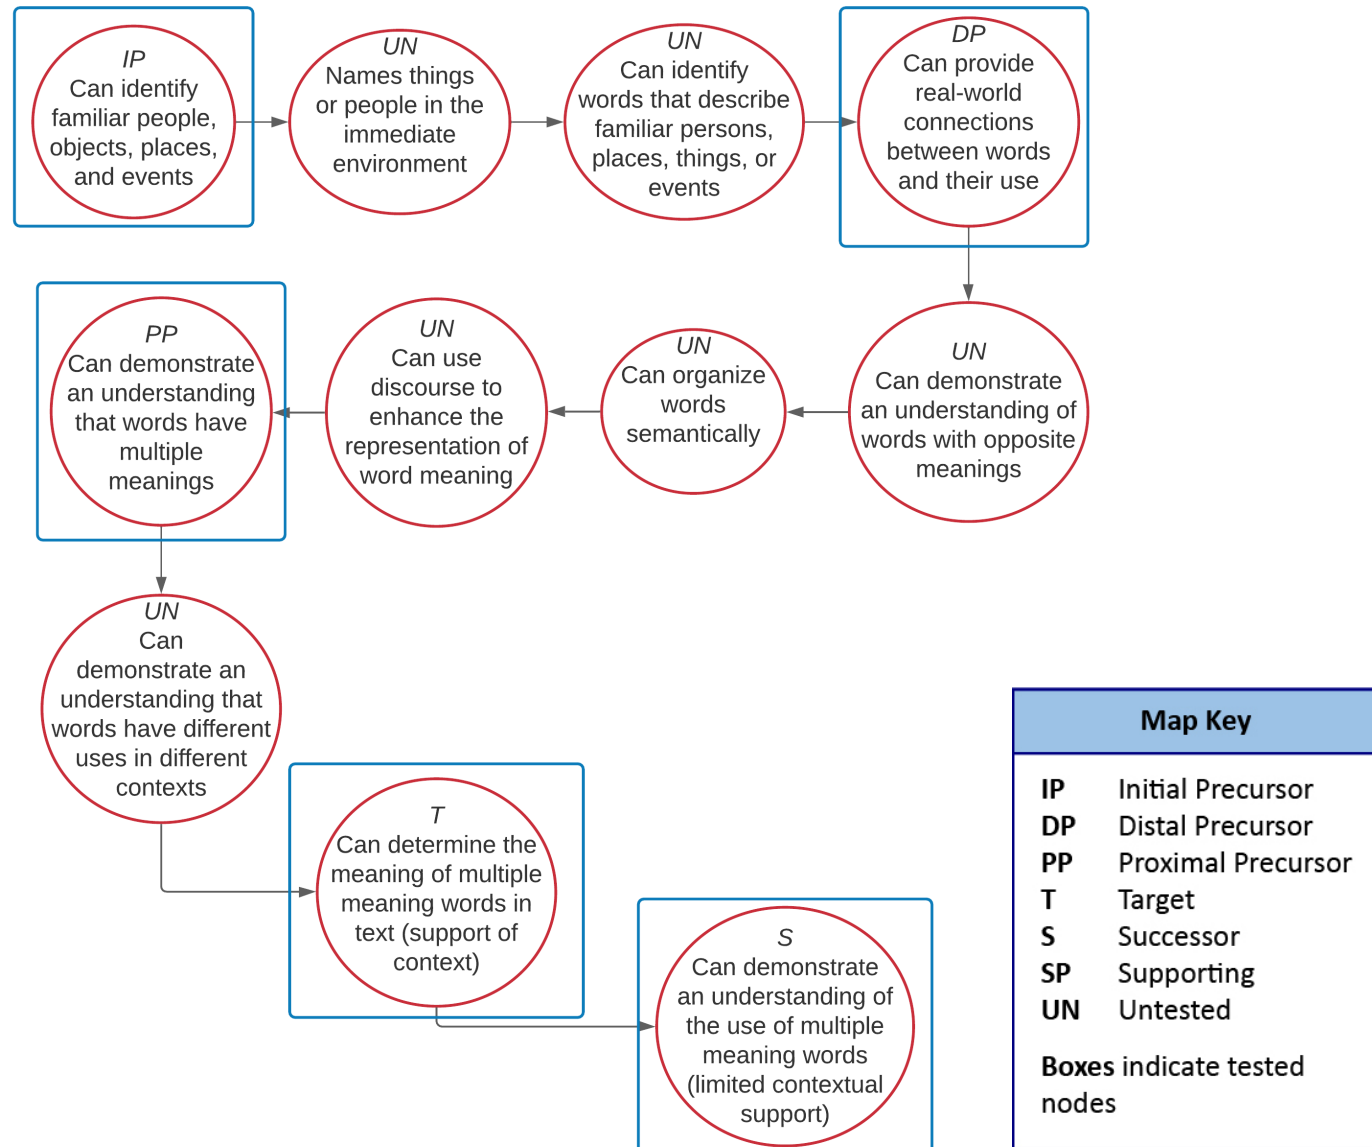 IP
Can identify
familiar people,
objects, places,
and events
UN
Names things
or people in the
immediate
environment
UN
Can identify
words that describe
familiar persons,
places, things, or
events
DP
Can provide
real-world
connections
between words
and their use
UN
Can demonstrate
an understanding of
words with opposite
meanings
UN
Can organize
words
semantically
UN
Can use
discourse to
enhance the
representation of
word meaning
PP
Can demonstrate
an understanding
that words have
multiple
meanings
UN
Can
demonstrate an
understanding that
words have different
uses in different
contexts
T
Can determine the
meaning of multiple
meaning words in
text (support of
context)
S
Can demonstrate
an understanding of
the use of multiple
meaning words
(limited contextual
support)
Map Key
IP Initial Precursor
DP Distal Precursor
PP Proximal Precursor
T Target
S Successor
SP Supporting
UN Untested
Boxes indicate tested
nodes